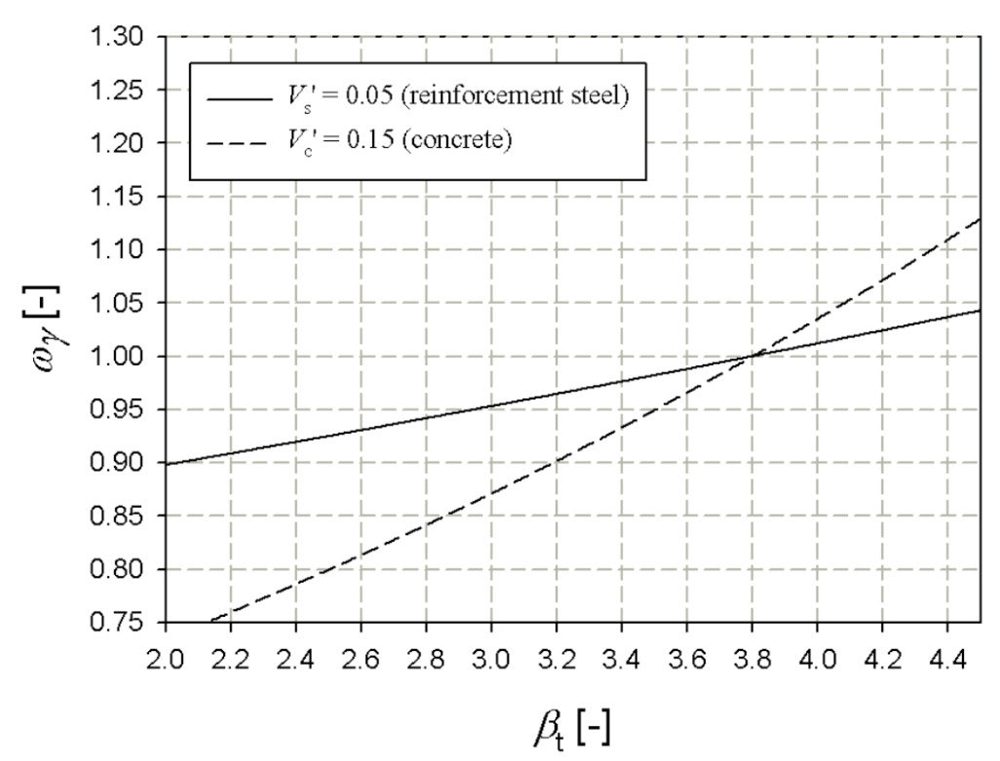 1.30
1.25
1.20
1.15
1.10
1.05
1.00
0.95
0.90
0.85
0.80
0.75
ωγ [-]
Vs' = 0.05 (reinforcement steel)
Vc' = 0.15 (concrete)
2.0 2.2 2.4 2.6 2.8 3.0 3.2 3.4 3.6 3.8 4.0 4.2 4.4
βt [-]